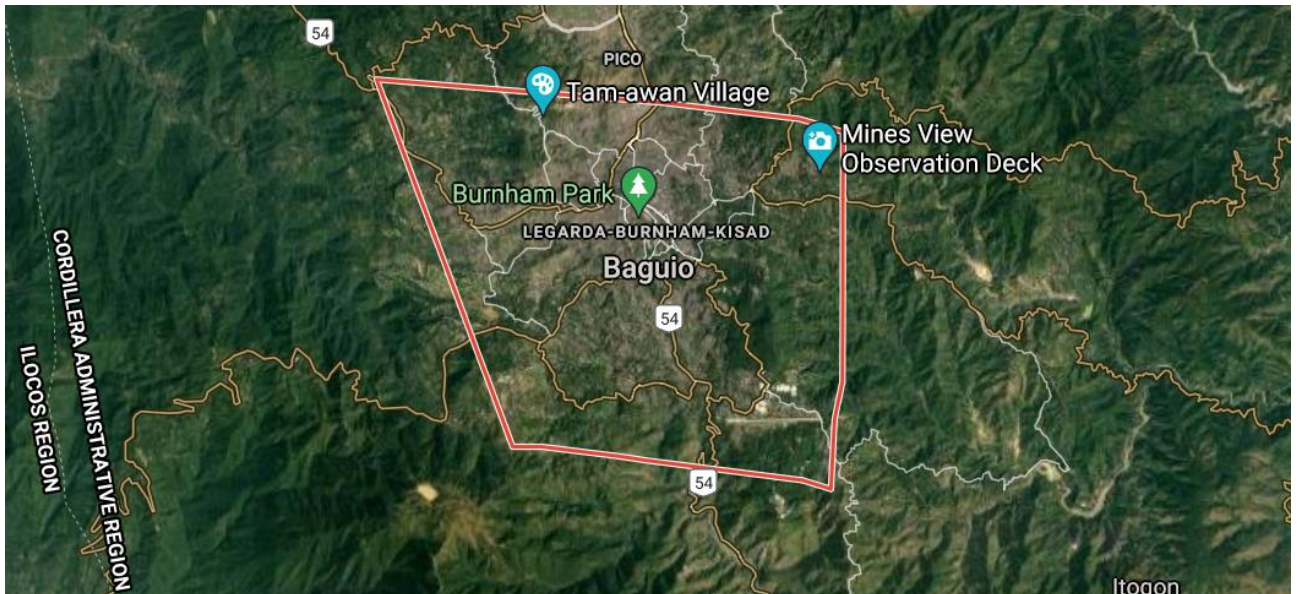 54
PICO
Tam-awan Village
Mines View
Observation Deck
Burnham Park
LEGARDA-BURNHAM-KISAD
Baguio
54
CORDILLERA ADMINISTRATIVE REGION
ILOCOS REGION
54
Itogon